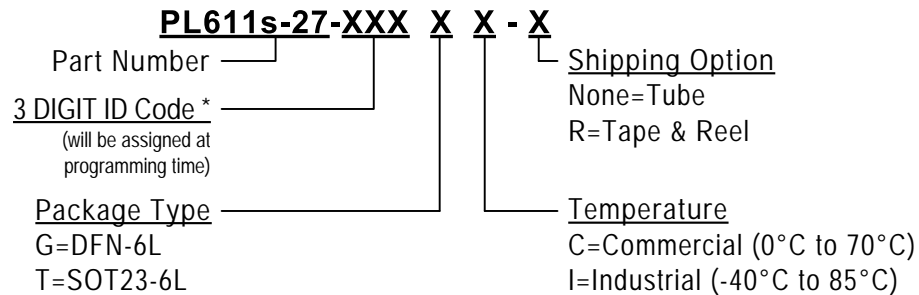 PL611s-27-XXX X X - X
Part Number
3 DIGIT ID Code *
(will be assigned at
programming time)
Package Type
G=DFN-6L
T=SOT23-6L
Shipping Option
None=Tube
R=Tape & Reel
Temperature
C=Commercial (0°C to 70°C)
I=Industrial (-40°C to 85°C)